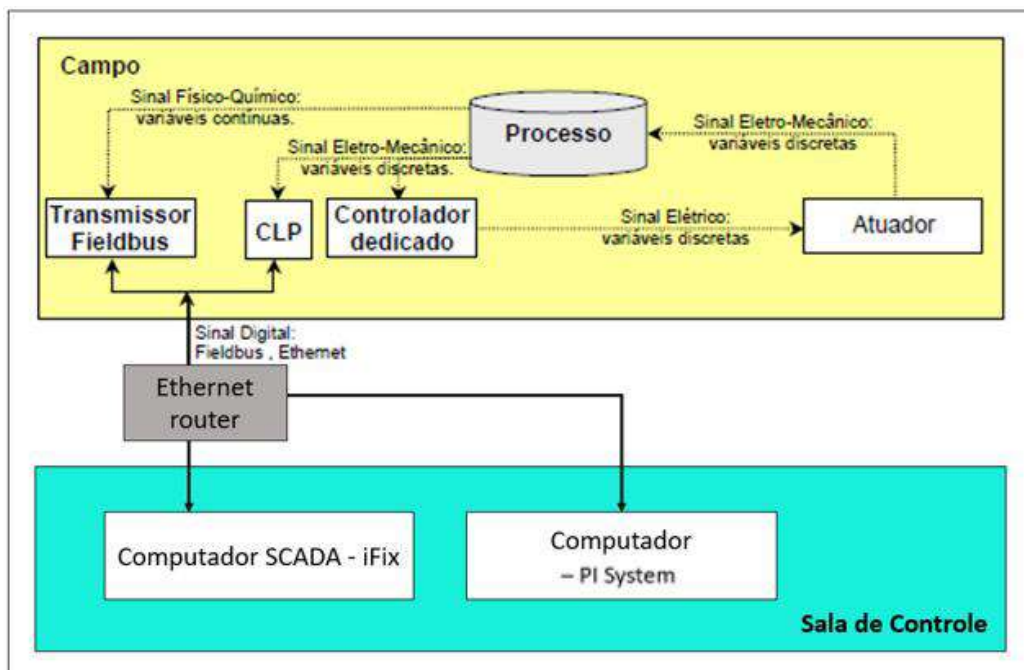 Campo
Sinal Físico-Químico:
variáveis contínuas.
Processo
Sinal Eletro-Mecânico:
variáveis discretas
Sinal Eletro-Mecânico:
variáveis discretas.
Transmissor
Fieldbus
CLP
Controlador
dedicado
Sinal Elétrico:
variáveis discretas
Atuador
Sinal Digital:
Fieldbus , Ethernet
Ethernet
router
Computador SCADA - iFix
Computador
– PI System
Sala de Controle